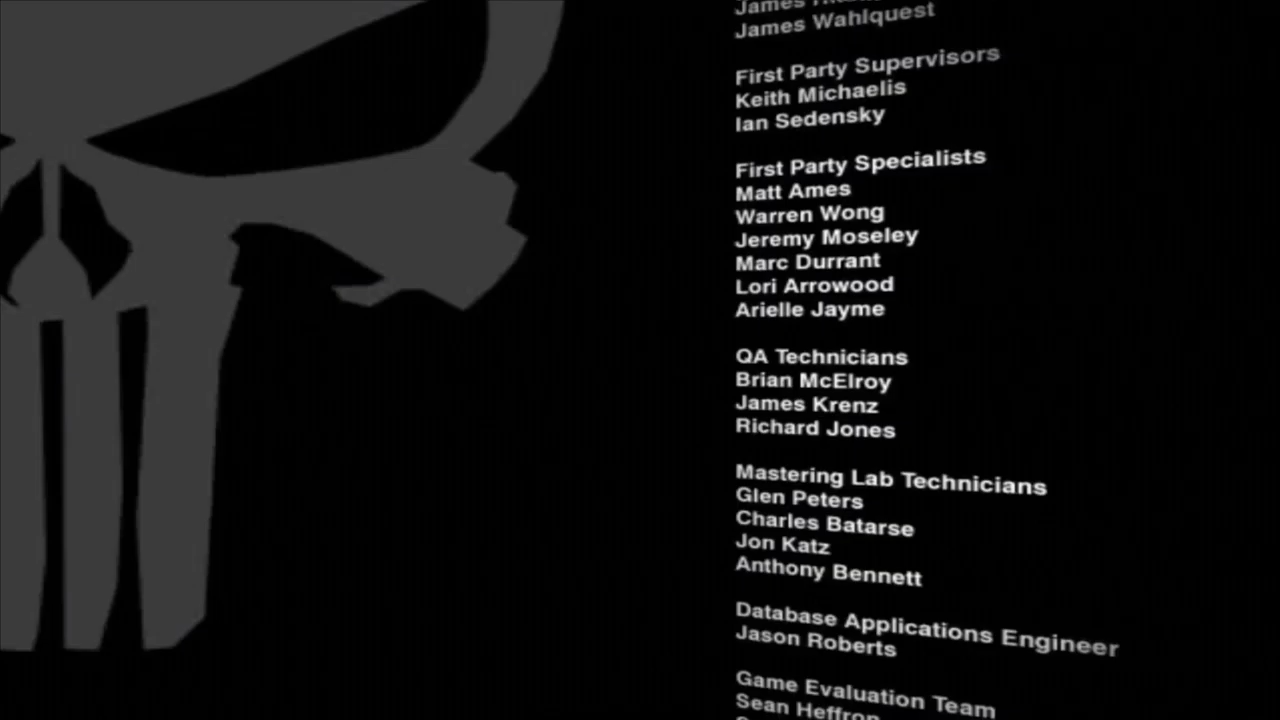 James
James Wahlquest
First Party Supervisors
Keith Michaelis
Ian Sedensky
First Party Specialists
Matt Ames
Warren Wong
Jeremy Moseley
Marc Durrant
Lori Arrowood
Arielle Jayme
QA Technicians
Brian McElroy
James Krenz
Richard Jones
Mastering Lab Technicians
Glen Peters
Charles Batarse
Jon Katz
Anthony Bennett
Database Applications Engineer
Jason Roberts
Game Evaluation Team
Sean Heffron